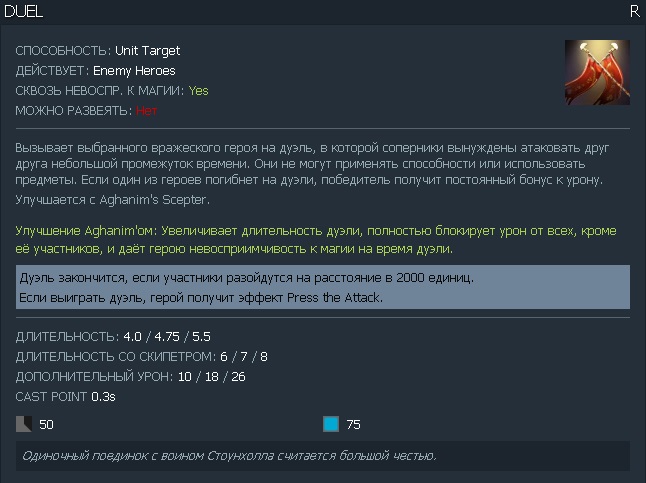 DUEL
R
СПОСОБНОСТЬ: Unit Target
ДЕЙСТВУЕТ: Enemy Heroes
СКВОЗЬ НЕВОСПР. К МАГИИ: Yes
МОЖНО РАЗВЕЯТЬ: Нет
Вызывает выбранного вражеского героя на дуэль, в которой соперники вынуждены атаковать друг
друга небольшой промежуток времени. Они не могут применять способности или использовать
предметы. Если один из героев погибнет на дуэли, победитель получит постоянный бонус к урону.
Улучшается с Aghanim's Scepter.
Улучшение Aghanim'ом: Увеличивает длительность дуэли, полностью блокирует урон от всех, кроме
её участников, и даёт герою невосприимчивость к магии на время дуэли.
Дуэль закончится, если участники разойдутся на расстояние в 2000 единиц.
Если выиграть дуэль, герой получит эффект Press the Attack.
ДЛИТЕЛЬНОСТЬ: 4.0 / 4.75 / 5.5
ДЛИТЕЛЬНОСТЬ СО СКИПЕТРОМ: 6 / 7 / 8
ДОПОЛНИТЕЛЬНЫЙ УРОН: 10 / 18 / 26
CAST POINT 0.3s
50
75
Одиночный поединок с воином Стоунхолла считается большой честью.